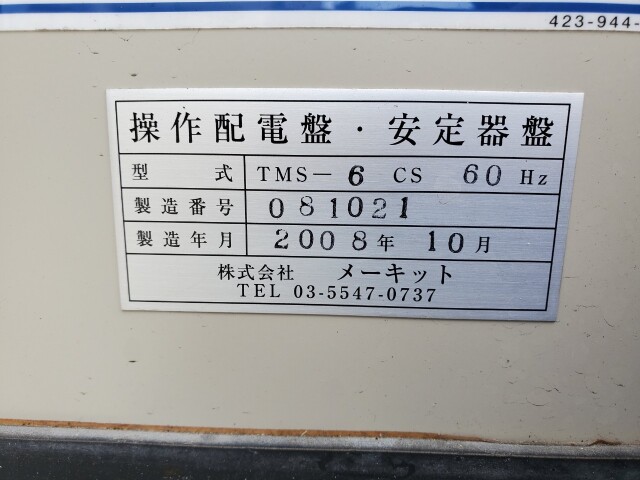 423-944-
操作配電盤・安定器盤
型 式 TMS-6 CS 60 Hz
製造番号 081021
製造年月 2008年 10月
株式会社 メーキット
TEL 03-5547-0737